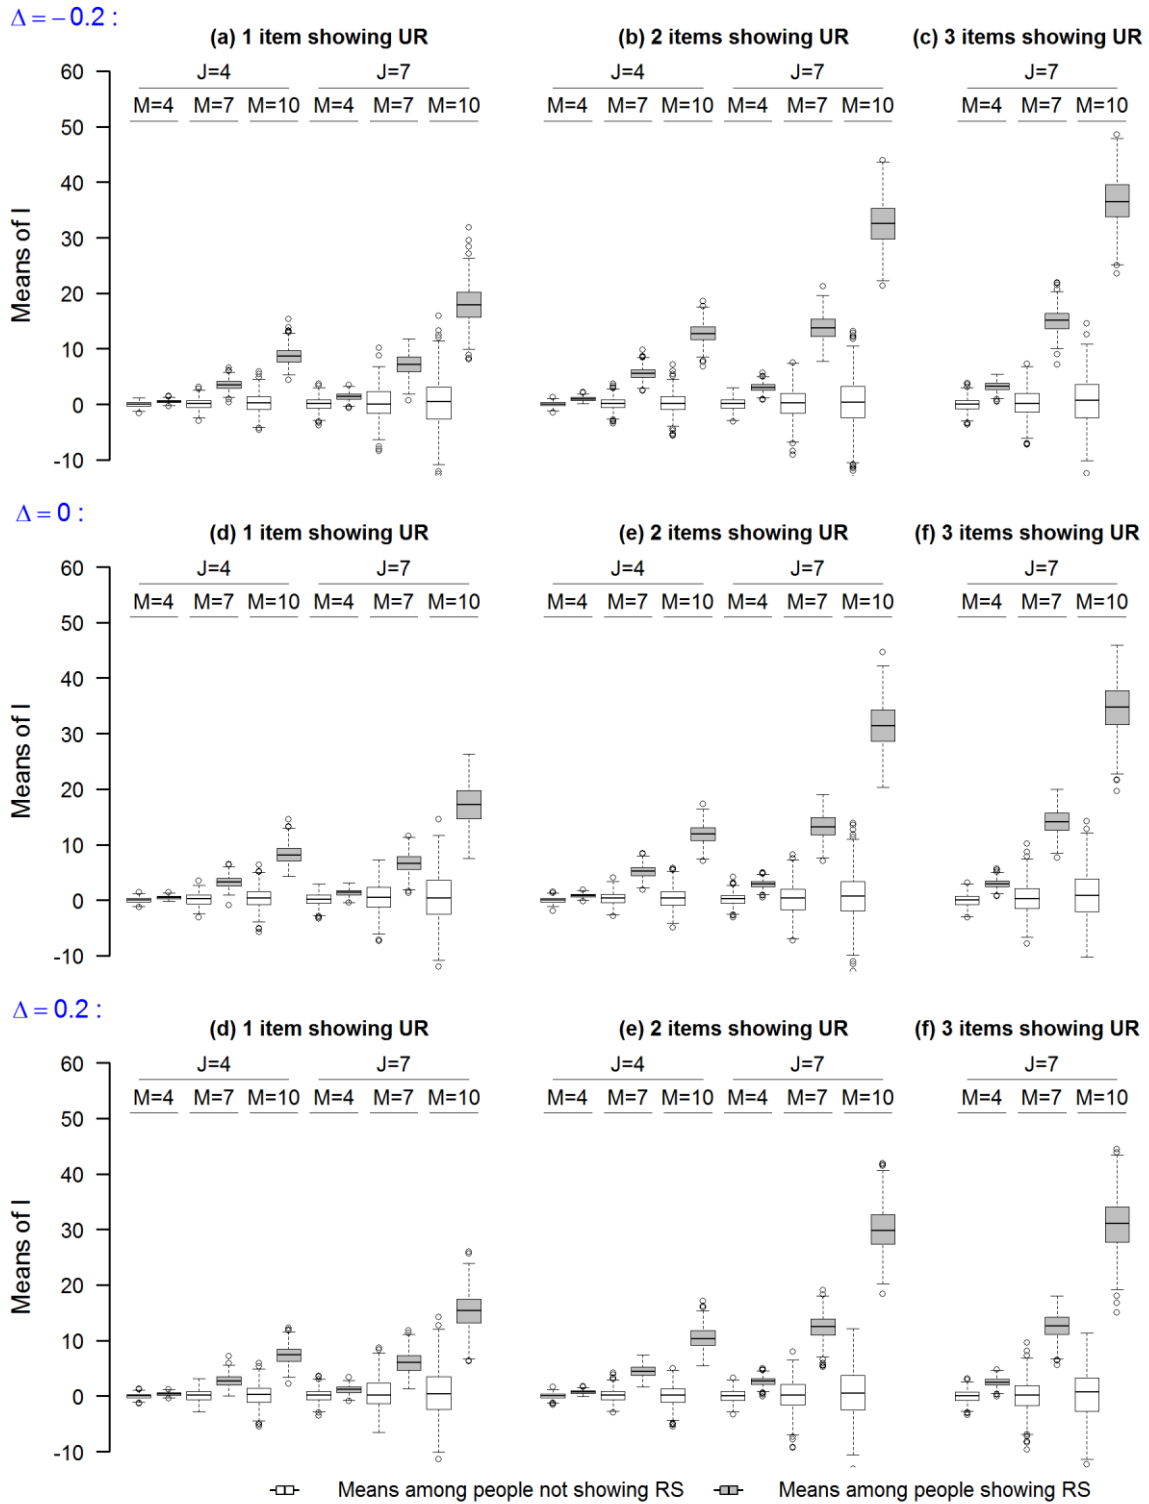 Δ = − 0.2 :
(a) 1 item showing UR (b) 2 items showing UR (c) 3 items showing UR
J=4 J=7 J=4 J=7 J=7
M=4 M=7 M=10 M=4 M=7 M=10 M=4 M=7 M=10 M=4 M=7 M=10 M=4 M=7 M=10
60
50
40
30
20
10
0
-10
Means of I
Δ = 0 :
(d) 1 item showing UR (e) 2 items showing UR (f) 3 items showing UR
J=4 J=7 J=4 J=7 J=7
M=4 M=7 M=10 M=4 M=7 M=10 M=4 M=7 M=10 M=4 M=7 M=10 M=4 M=7 M=10
60
50
40
30
20
10
0
-10
Means of I
Δ = 0.2 :
(d) 1 item showing UR (e) 2 items showing UR (f) 3 items showing UR
J=4 J=7 J=4 J=7 J=7
M=4 M=7 M=10 M=4 M=7 M=10 M=4 M=7 M=10 M=4 M=7 M=10 M=4 M=7 M=10
60
50
40
30
20
10
0
-10
Means of I
Means among people not showing RS Means among people showing RS